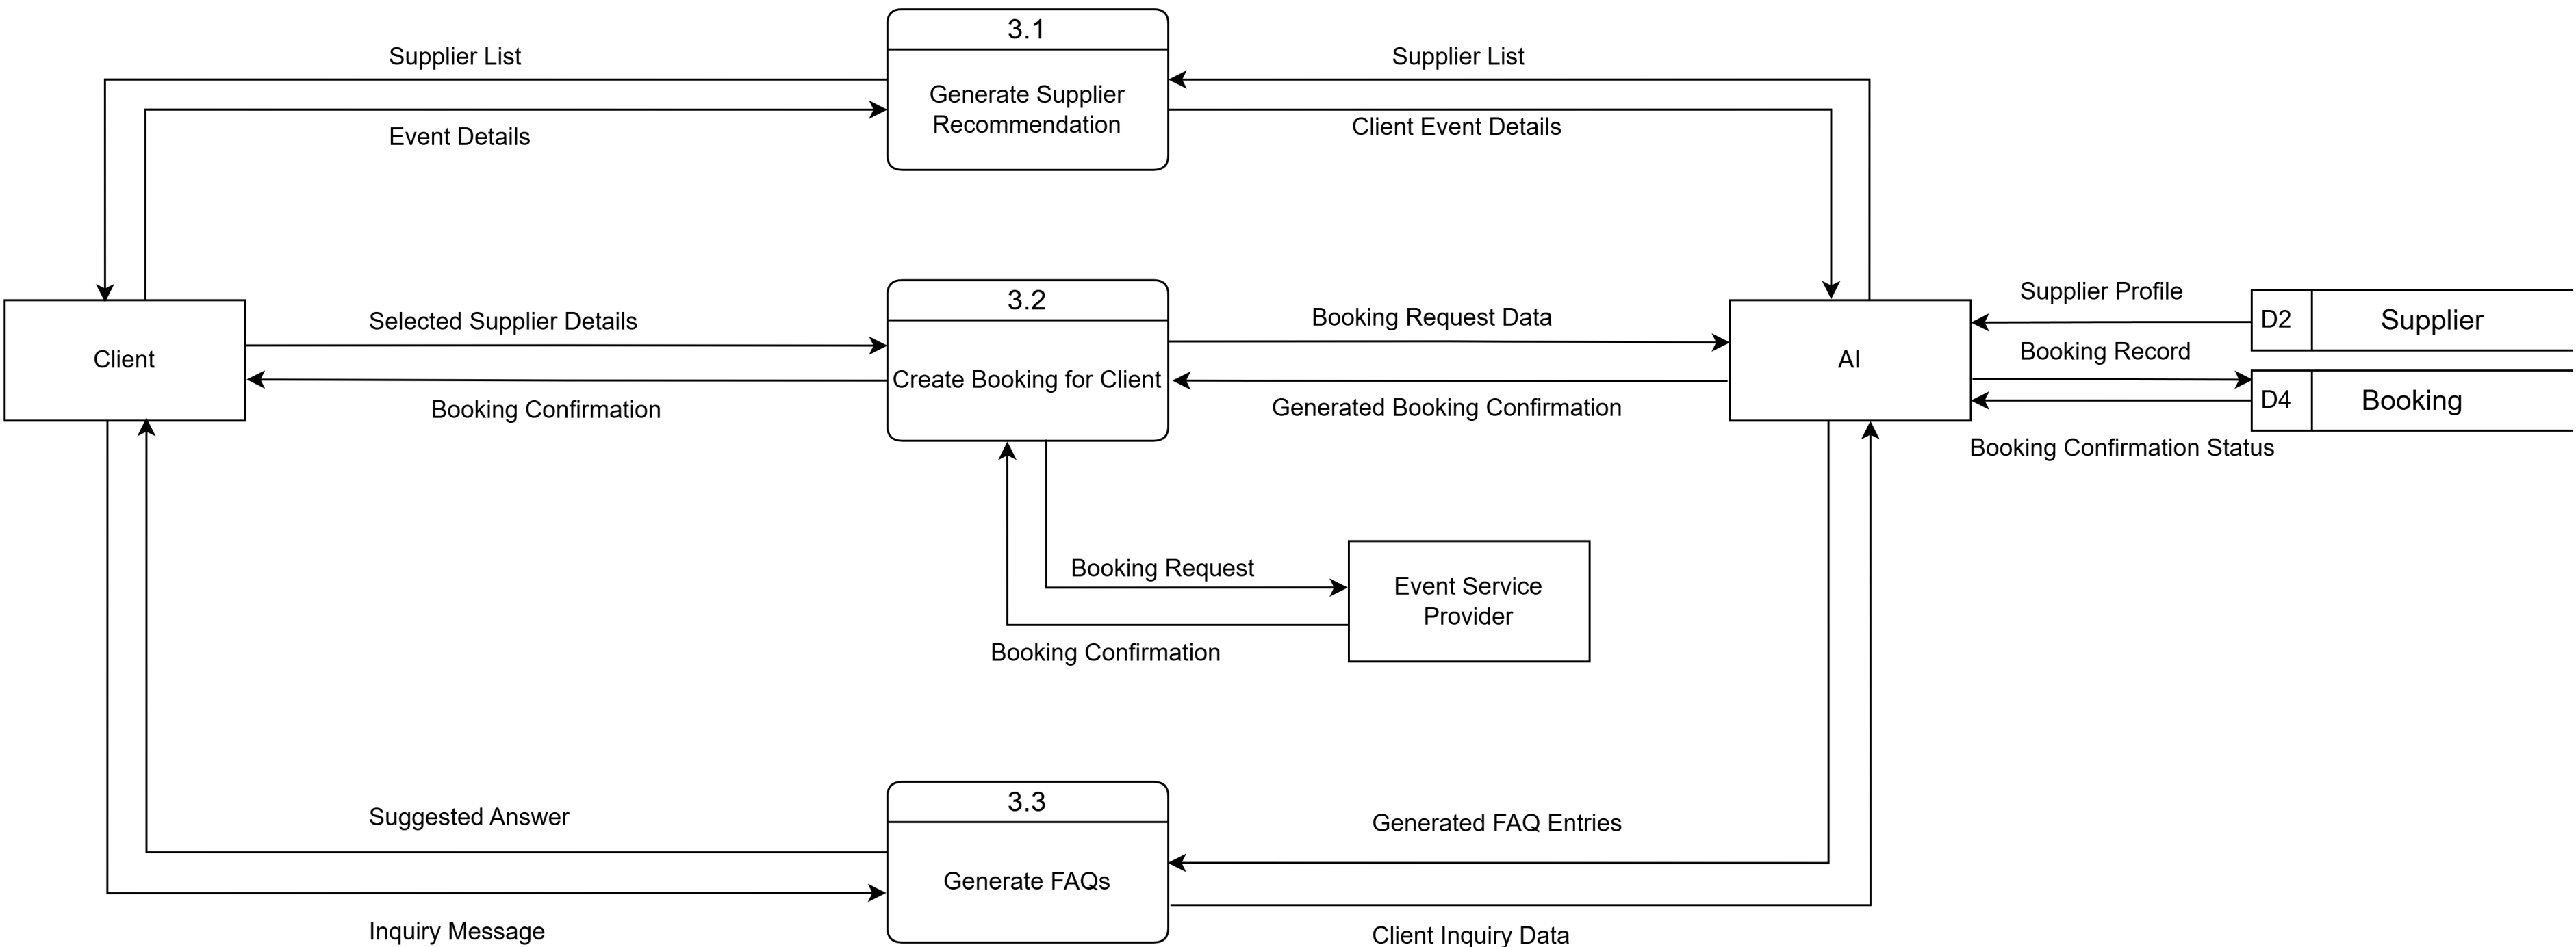 3.1
Supplier List
Supplier List
Generate Supplier
Recommendation
Event Details
Client Event Details
3.2
Supplier Profile
D2
Supplier
Selected Supplier Details
Booking Request Data
Client
Create Booking for Client
AI
Booking Record
D4
Booking
Booking Confirmation
Generated Booking Confirmation
Booking Confirmation Status
Booking Request
Event Service
Provider
Booking Confirmation
3.3
Suggested Answer
Generated FAQ Entries
Generate FAQs
Inquiry Message
Client Inquiry Data